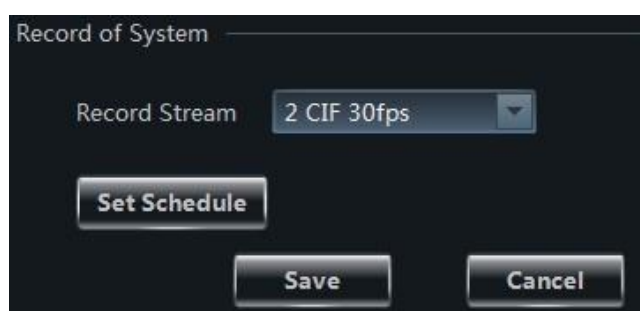 Record of System
Record Stream 2 CIF 30fps
Set Schedule
Save Cancel